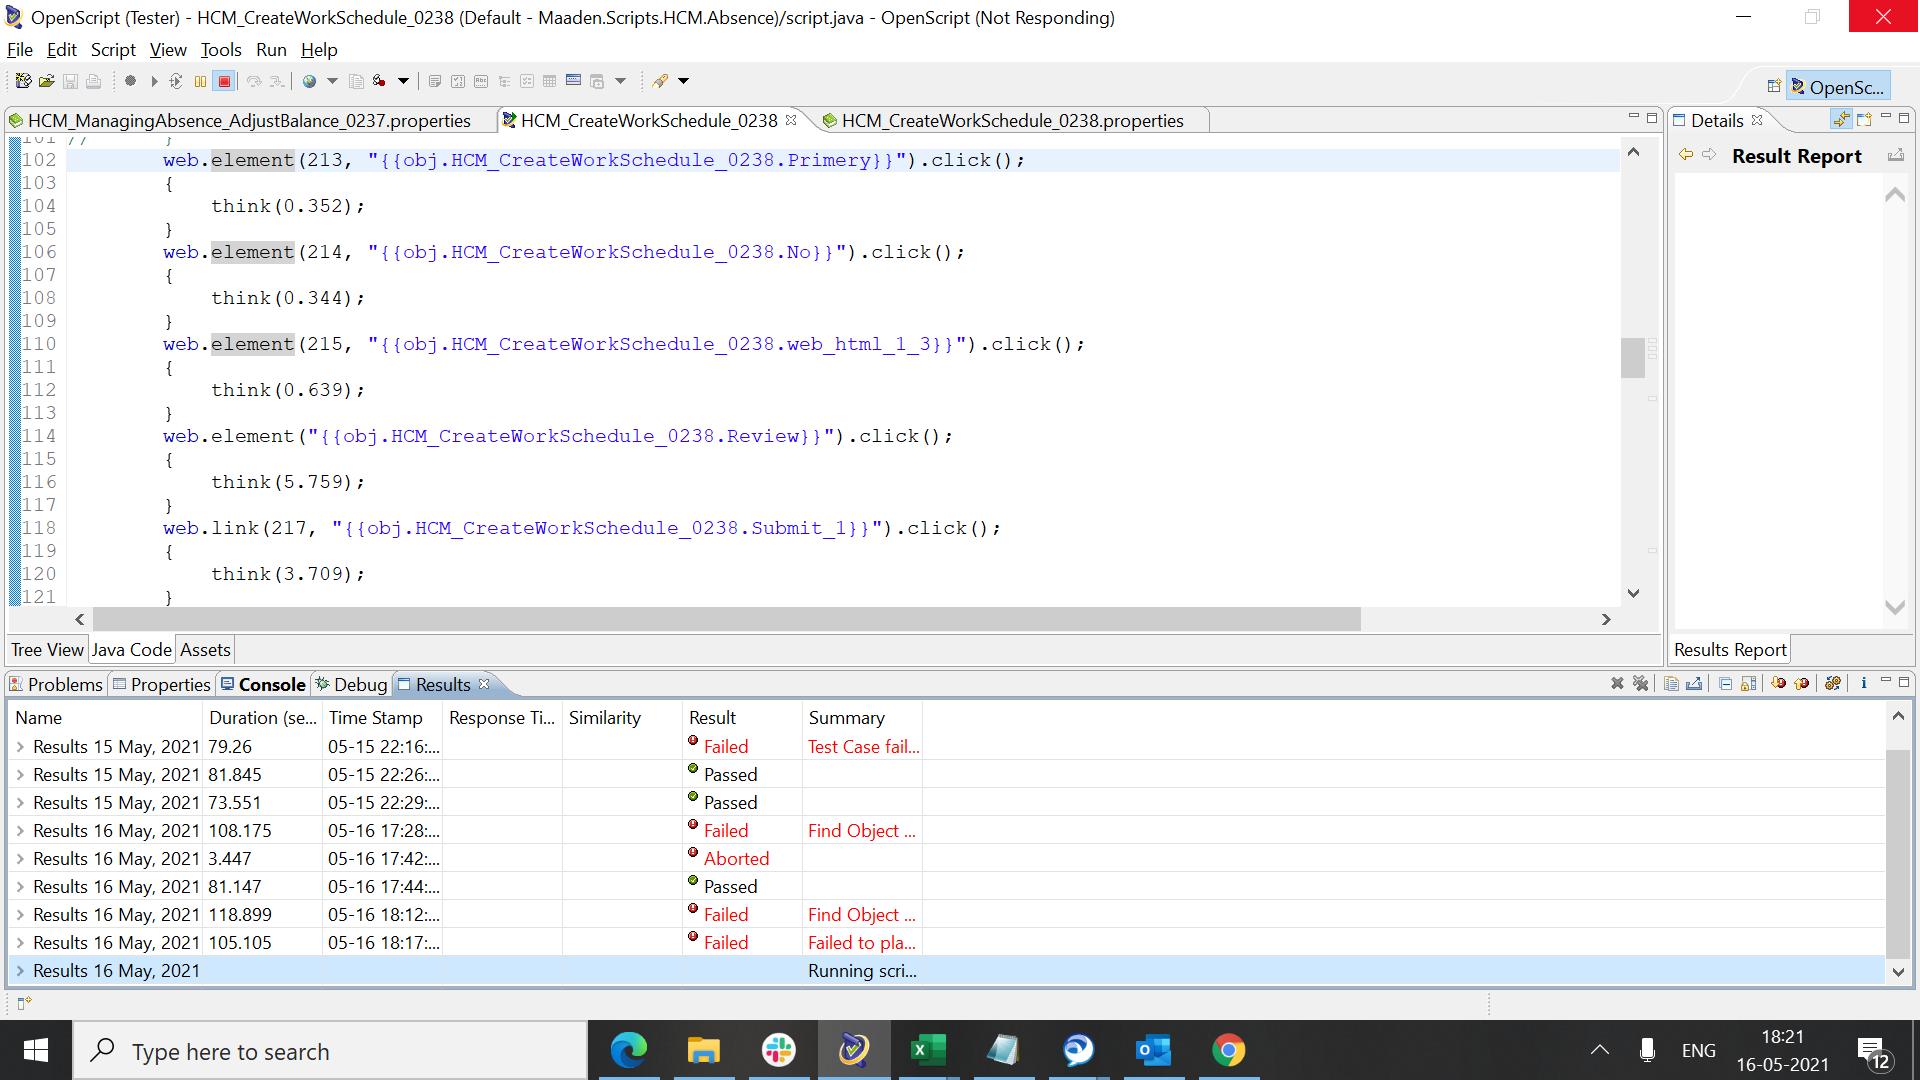 OpenScript (Tester) - HCM_CreateWorkSchedule_0238 (Default - Maaden.Scripts.HCM.Absence)/script.java - OpenScript (Not Responding)
File Edit Script View Tools Run Help
OpenSc...
HCM_ManagingAbsence_AdjustBalance_0237.properties HCM_CreateWorkSchedule_0238 HCM_CreateWorkSchedule_0238.properties
Details
Result Report
101 // }
102 web.element(213, "{{obj.HCM_CreateWorkSchedule_0238.Primery}}").click();
103 {
104 think(0.352);
105 }
106 web.element(214, "{{obj.HCM_CreateWorkSchedule_0238.No}}").click();
107 {
108 think(0.344);
109 }
110 web.element(215, "{{obj.HCM_CreateWorkSchedule_0238.web_html_1_3}}").click();
111 {
112 think(0.639);
113 }
114 web.element("{{obj.HCM_CreateWorkSchedule_0238.Review}}").click();
115 {
116 think(5.759);
117 }
118 web.link(217, "{{obj.HCM_CreateWorkSchedule_0238.Submit_1}}").click();
119 {
120 think(3.709);
121 }
Tree View Java Code Assets
Results Report
Problems Properties Console Debug Results
Name Duration (se... Time Stamp Response Ti... Similarity Result Summary
Results 15 May, 2021 79.26 05-15 22:16:... Failed Test Case fail...
Results 15 May, 2021 81.845 05-15 22:26:... Passed
Results 15 May, 2021 73.551 05-15 22:29:... Passed
Results 16 May, 2021 108.175 05-16 17:28:... Failed Find Object ...
Results 16 May, 2021 3.447 05-16 17:42:... Aborted
Results 16 May, 2021 81.147 05-16 17:44:... Passed
Results 16 May, 2021 118.899 05-16 18:12:... Failed Find Object ...
Results 16 May, 2021 105.105 05-16 18:17:... Failed Failed to pla...
Results 16 May, 2021 Running scri...
Type here to search
ENG
18:21
16-05-2021
12